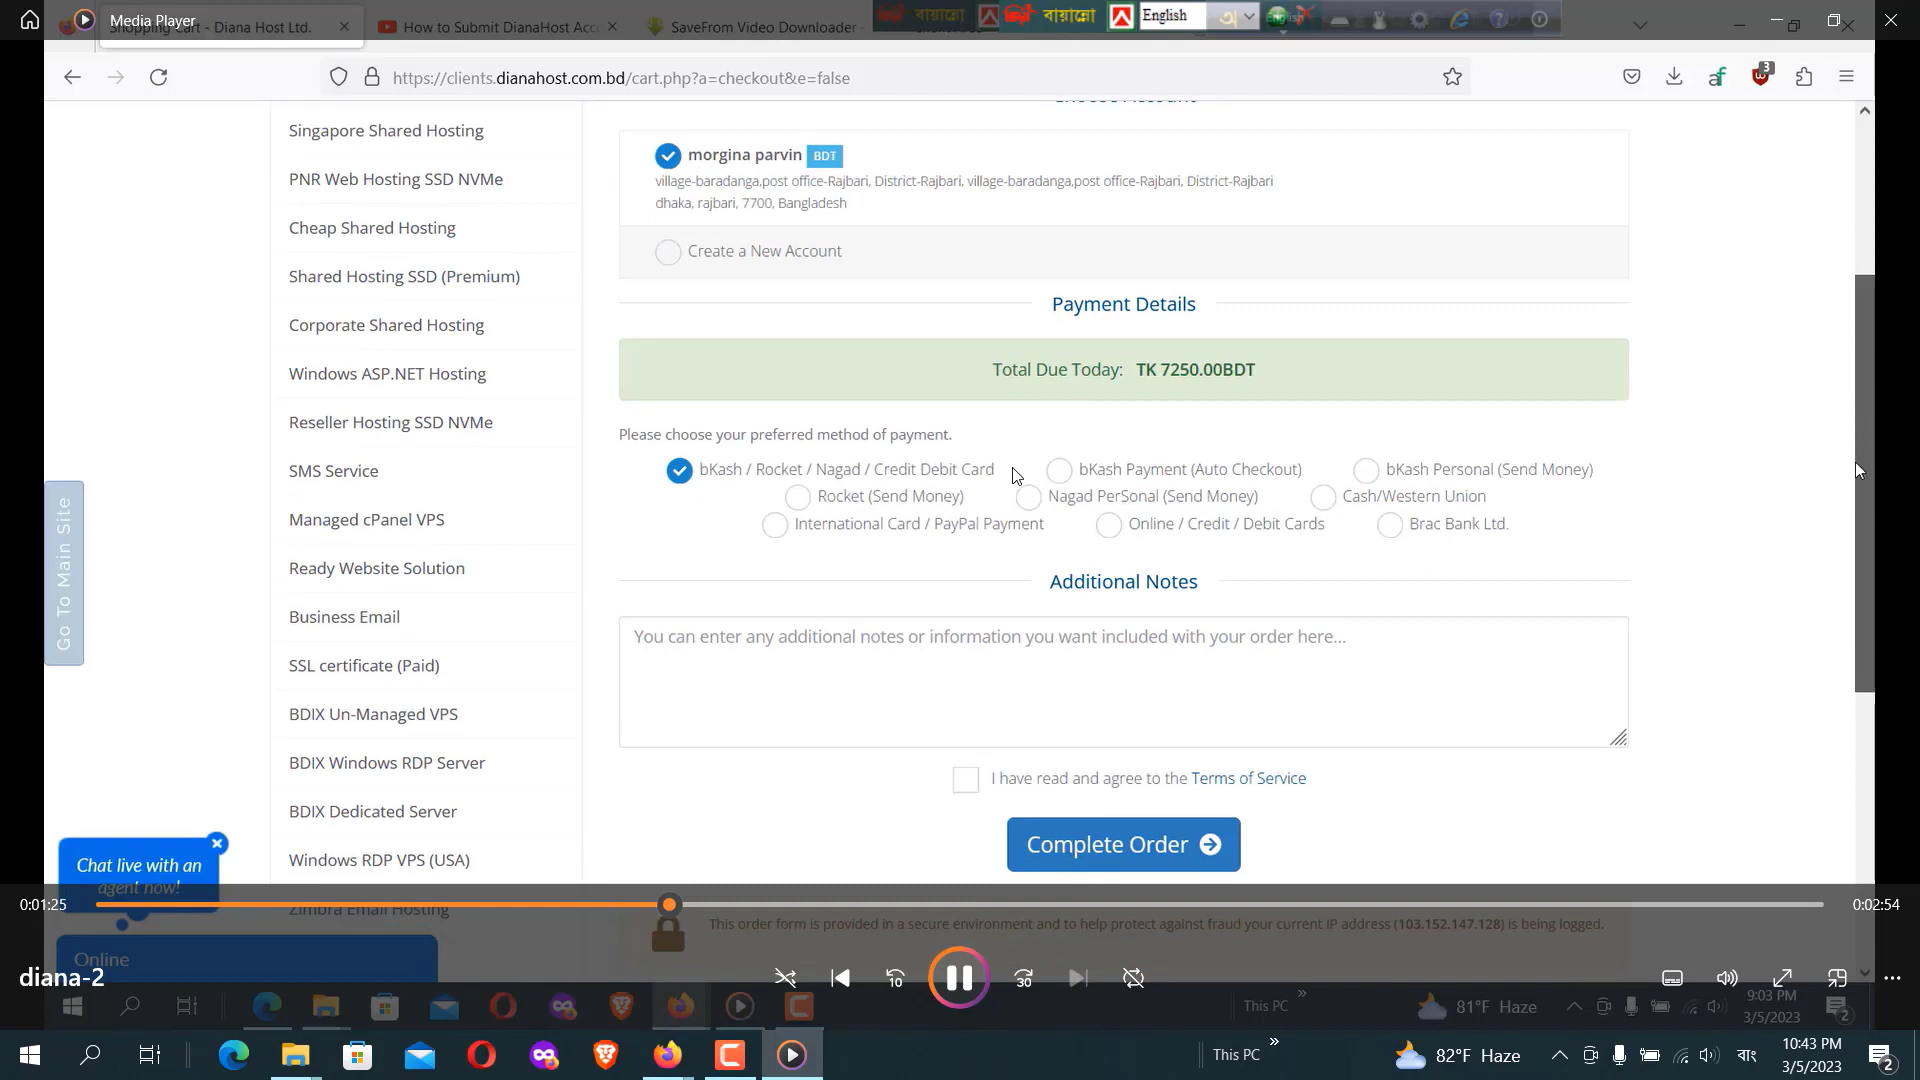 Media Player
Shopping Cart - Diana Host Ltd.
How to Submit DianaHost Acc
SaveFrom Video Downloader
বায়ান্নো
বায়ান্নো
English
অ
https://clients.dianahost.com.bd/cart.php?a=checkout&e=false
3
Choose Account
Singapore Shared Hosting
PNR Web Hosting SSD NVMe
Cheap Shared Hosting
Shared Hosting SSD (Premium)
Corporate Shared Hosting
Windows ASP.NET Hosting
Reseller Hosting SSD NVMe
SMS Service
Managed cPanel VPS
Ready Website Solution
Business Email
SSL certificate (Paid)
BDIX Un-Managed VPS
BDIX Windows RDP Server
BDIX Dedicated Server
Windows RDP VPS (USA)
Zimbra Email Hosting
Go To Main Site
morgina parvin BDT
village-baradanga,post office-Rajbari, District-Rajbari, village-baradanga,post office-Rajbari, District-Rajbari
dhaka, rajbari, 7700, Bangladesh
Create a New Account
Payment Details
Total Due Today: TK 7250.00BDT
Please choose your preferred method of payment.
bKash / Rocket / Nagad / Credit Debit Card bKash Payment (Auto Checkout) bKash Personal (Send Money)
Rocket (Send Money) Nagad PerSonal (Send Money) Cash/Western Union
International Card / PayPal Payment Online / Credit / Debit Cards Brac Bank Ltd.
Additional Notes
You can enter any additional notes or information you want included with your order here...
I have read and agree to the Terms of Service
Complete Order
Chat live with an
agent now!
0:01:25
0:02:54
This order form is provided in a secure environment and to help protect against fraud your current IP address (103.152.147.128) is being logged.
Online
diana-2
10
30
This PC
81°F Haze
9:03 PM
3/5/2023
2
This PC
82°F Haze
বাং
10:43 PM
3/5/2023
2